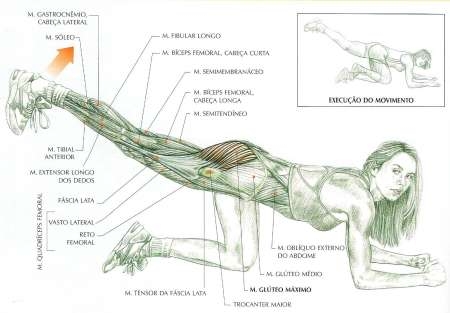 M. GASTROCNÊMIO,
CABEÇA LATERAL
M. SÓLEO
M. FIBULAR LONGO
M. BÍCEPS FEMORAL, CABEÇA CURTA
M. SEMIMEMBRANÁCEO
M. BÍCEPS FEMORAL,
CABEÇA LONGA
M. SEMITENDÍNEO
EXECUÇÃO DO MOVIMENTO
M. TIBIAL
ANTERIOR
M. EXTENSOR LONGO
DOS DEDOS
FÁSCIA LATA
M. QUADRÍCEPS FEMORAL
VASTO LATERAL
RETO
FEMORAL
M. OBLÍQUO EXTERNO
DO ABDOME
M. GLÚTEO MÉDIO
M. GLÚTEO MÁXIMO
M. TENSOR DA FÁSCIA LATA
TROCANTER MAIOR